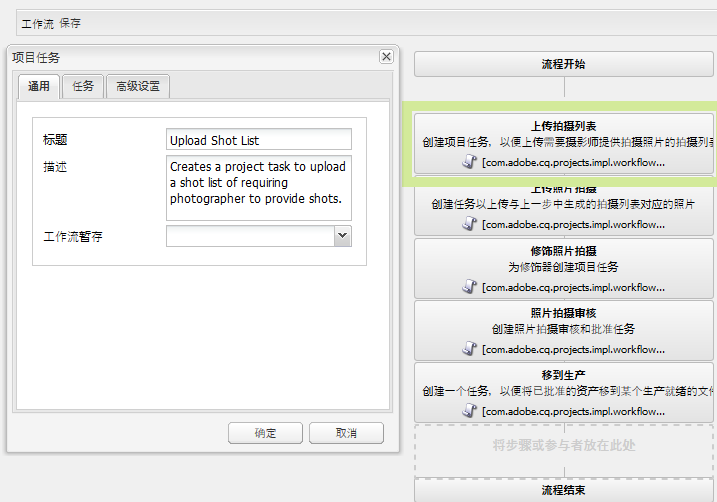 工作流 保存
项目任务
通用 任务 高级设置
标题 Upload Shot List
描述 Creates a project task to upload
a shot list of requiring
photographer to provide shots.
工作流暂存
确定 取消
流程开始
上传拍摄列表
创建项目任务，以便上传需要摄影师提供拍摄照片的拍摄列表
[com.adobe.cq.projects.impl.workflow...
上传照片拍摄
创建任务以上传与上一步中生成的拍摄列表对应的照片
[com.adobe.cq.projects.impl.workflow...
修饰照片拍摄
为修饰器创建项目任务
[com.adobe.cq.projects.impl.workflow...
照片拍摄审核
创建照片拍摄审核和批准任务
[com.adobe.cq.projects.impl.workflow...
移到生产
创建一个任务，以便将已批准的资产移到某个生产就绪的文件
[com.adobe.cq.projects.impl.workflow...
将步骤或参与者放在此处
流程结束